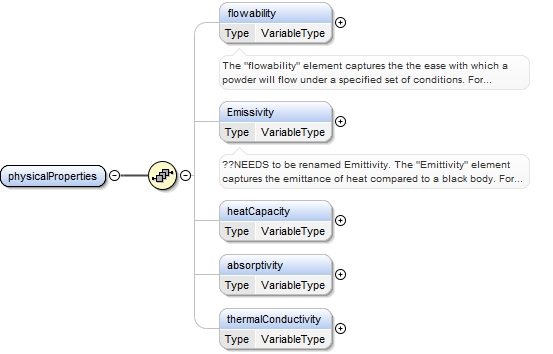 flowability
Type VariableType
The "flowability" element captures the the ease with which a
powder will flow under a specified set of conditions. For...
Emissivity
Type VariableType
??NEEDS to be renamed Emittivity. The "Emittivity" element
captures the emittance of heat compared to a black body. For...
physicalProperties
heatCapacity
Type VariableType
absorptivity
Type VariableType
thermalConductivity
Type VariableType